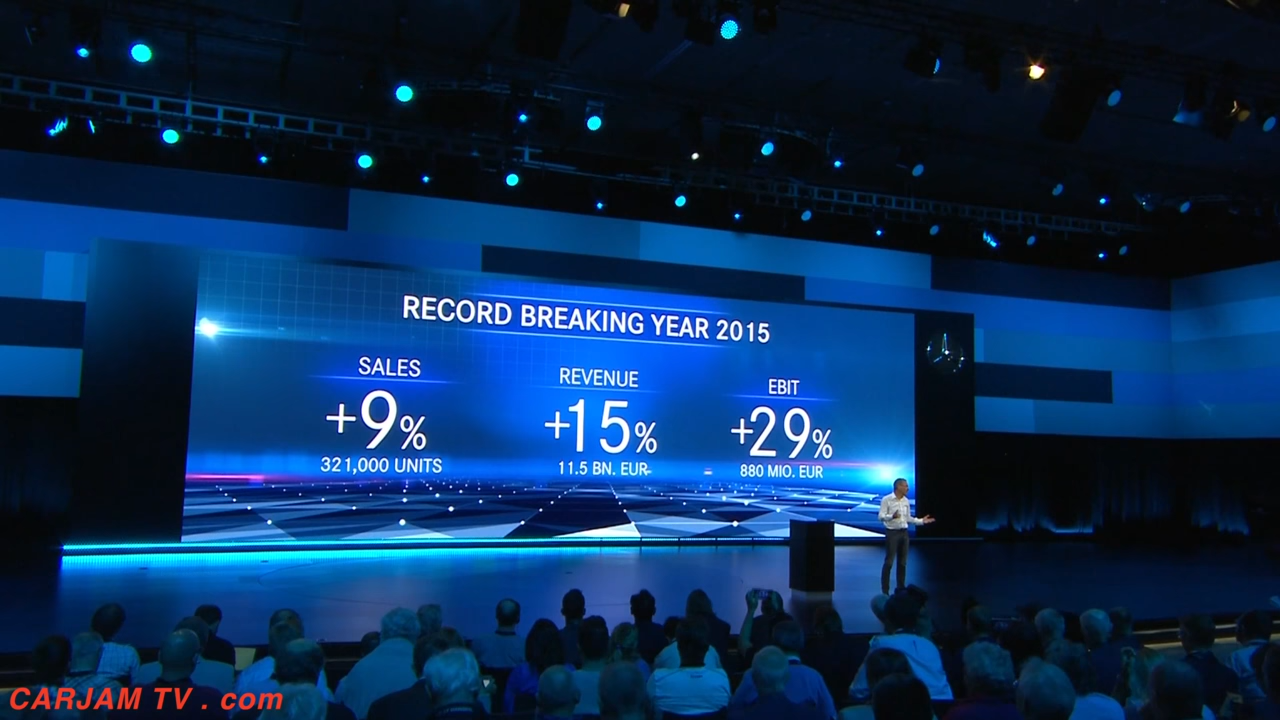 RECORD BREAKING YEAR 2015
SALES
+9%
321,000 UNITS
REVENUE
+15%
11.5 BN. EUR
EBIT
+29%
880 MIO. EUR
CARJAM TV . com